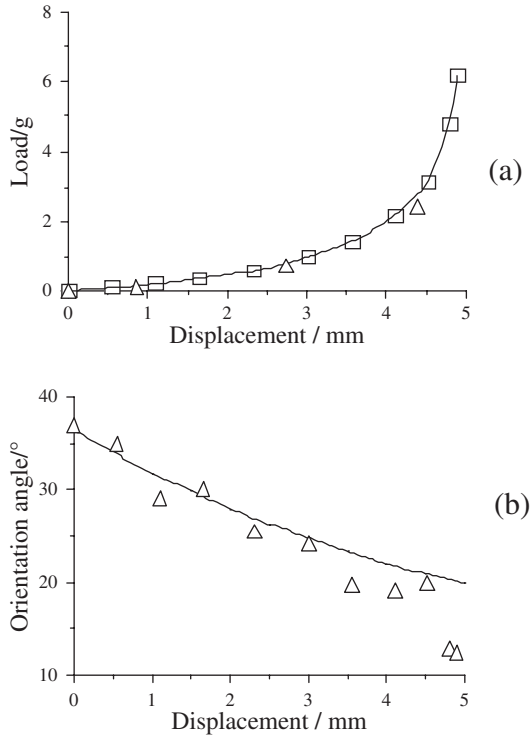 8
6
4
2
0
Load/g
0 1 2 3 4 5
Displacement / mm
(a)
40
30
20
10
Orientation angle/°
0 1 2 3 4 5
Displacement / mm
(b)